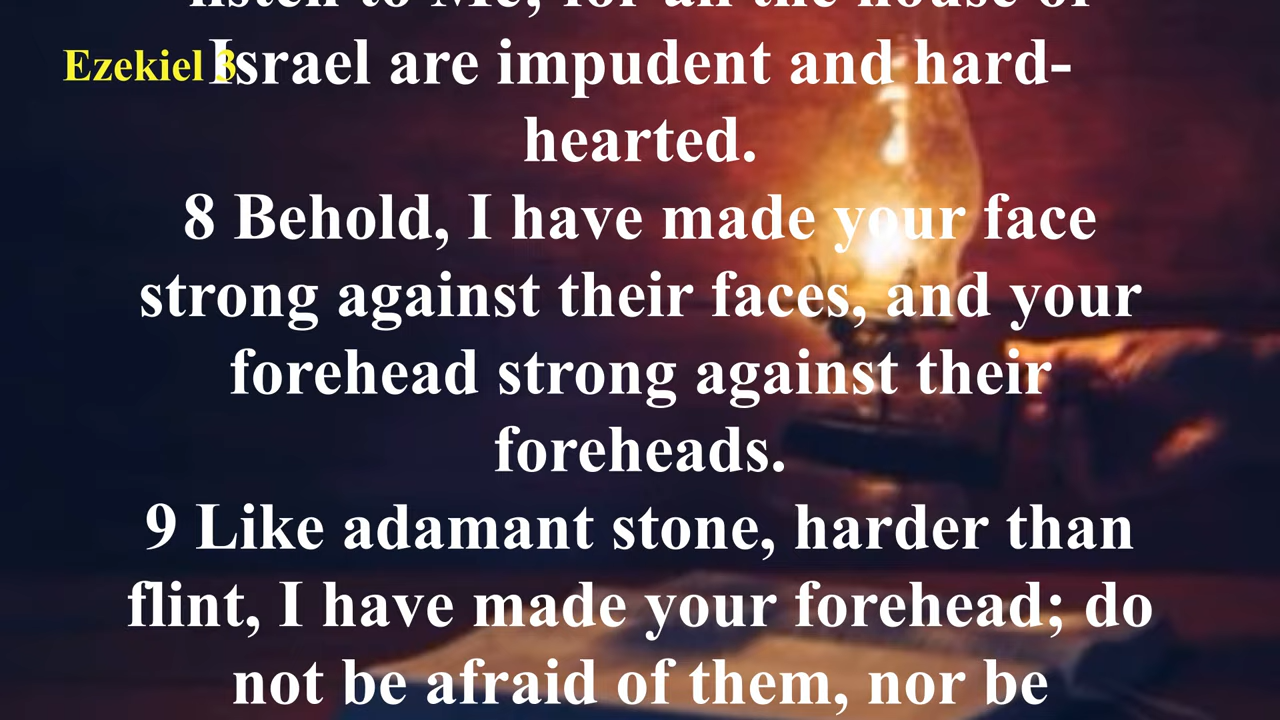 listen to Me, for all the house of
Ezekiel 3
Israel are impudent and hard-
hearted.
8 Behold, I have made your face
strong against their faces, and your
forehead strong against their
foreheads.
9 Like adamant stone, harder than
flint, I have made your forehead; do
not be afraid of them, nor be